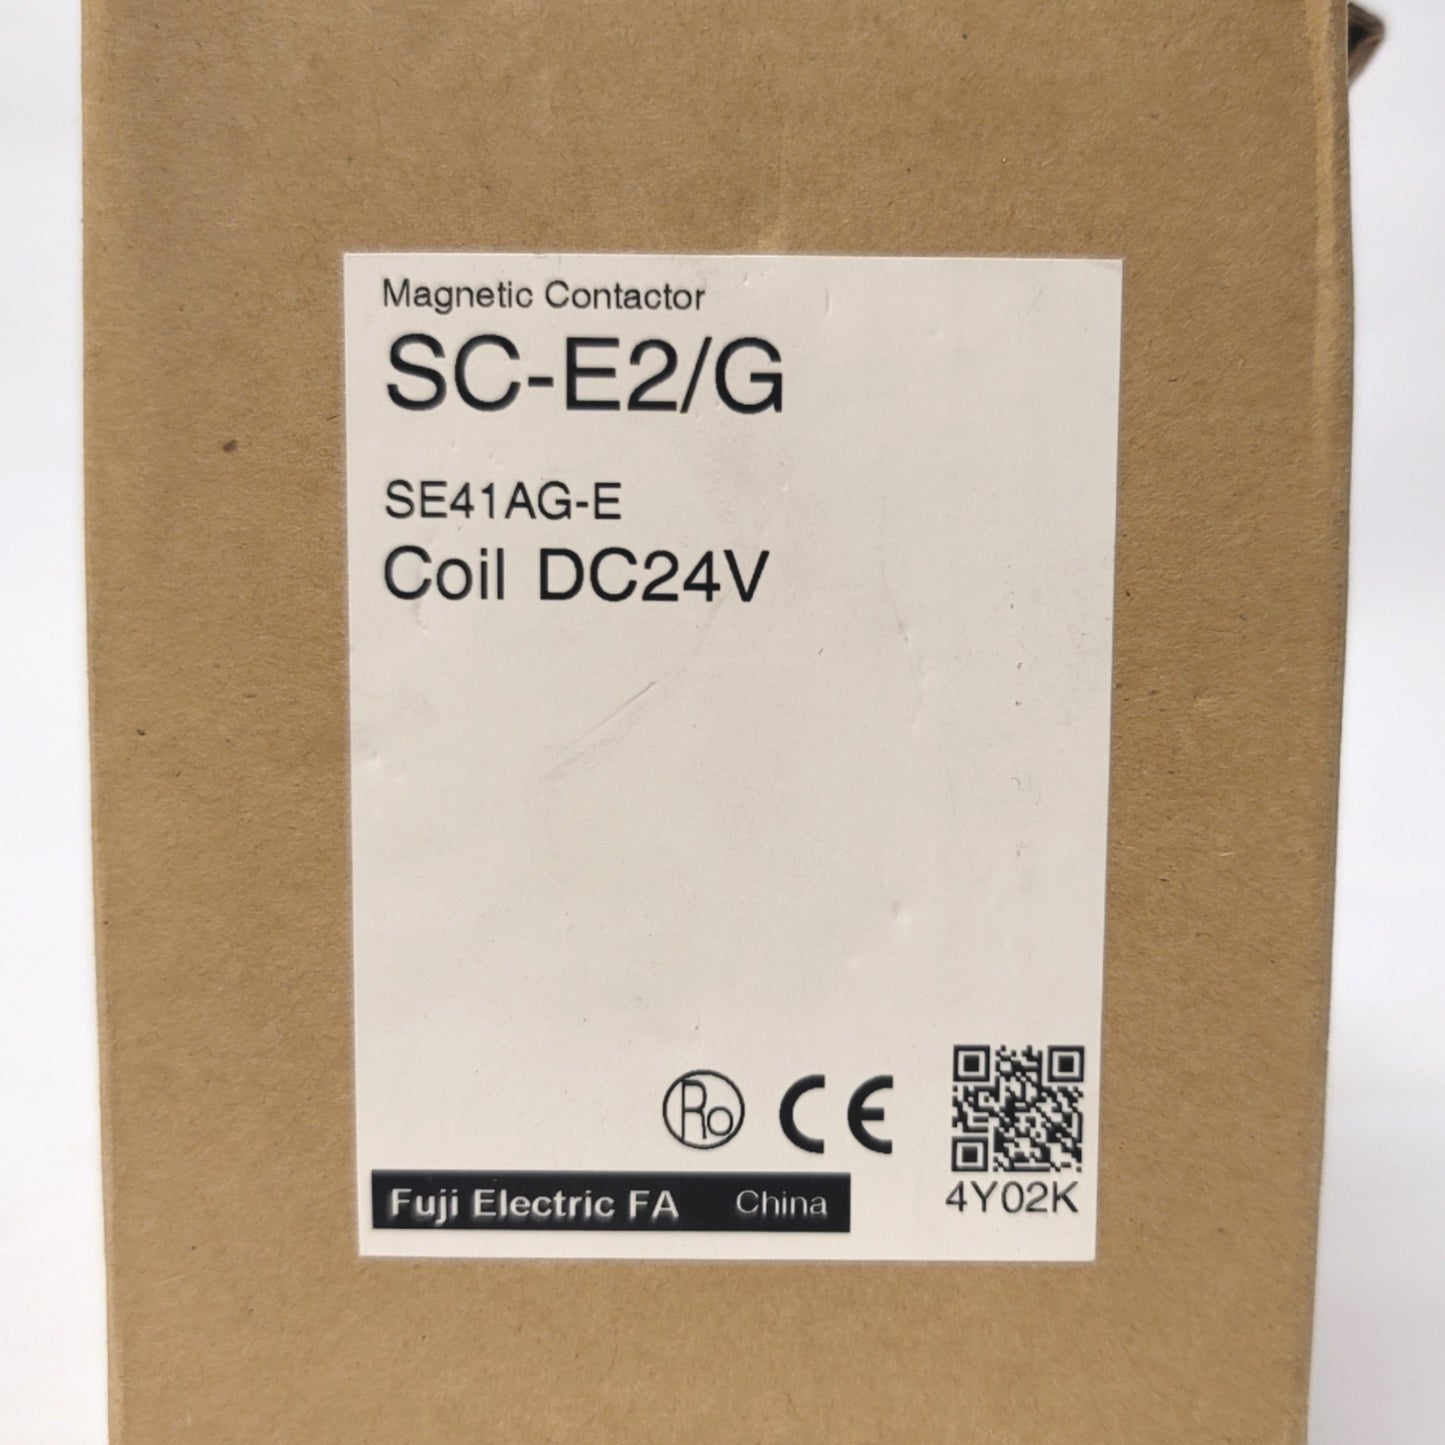 Magnetic Contactor
SC-E2/G
SE41AG-E
Coil DC24V
Ro CE
4Y02K
Fuji Electric FA China